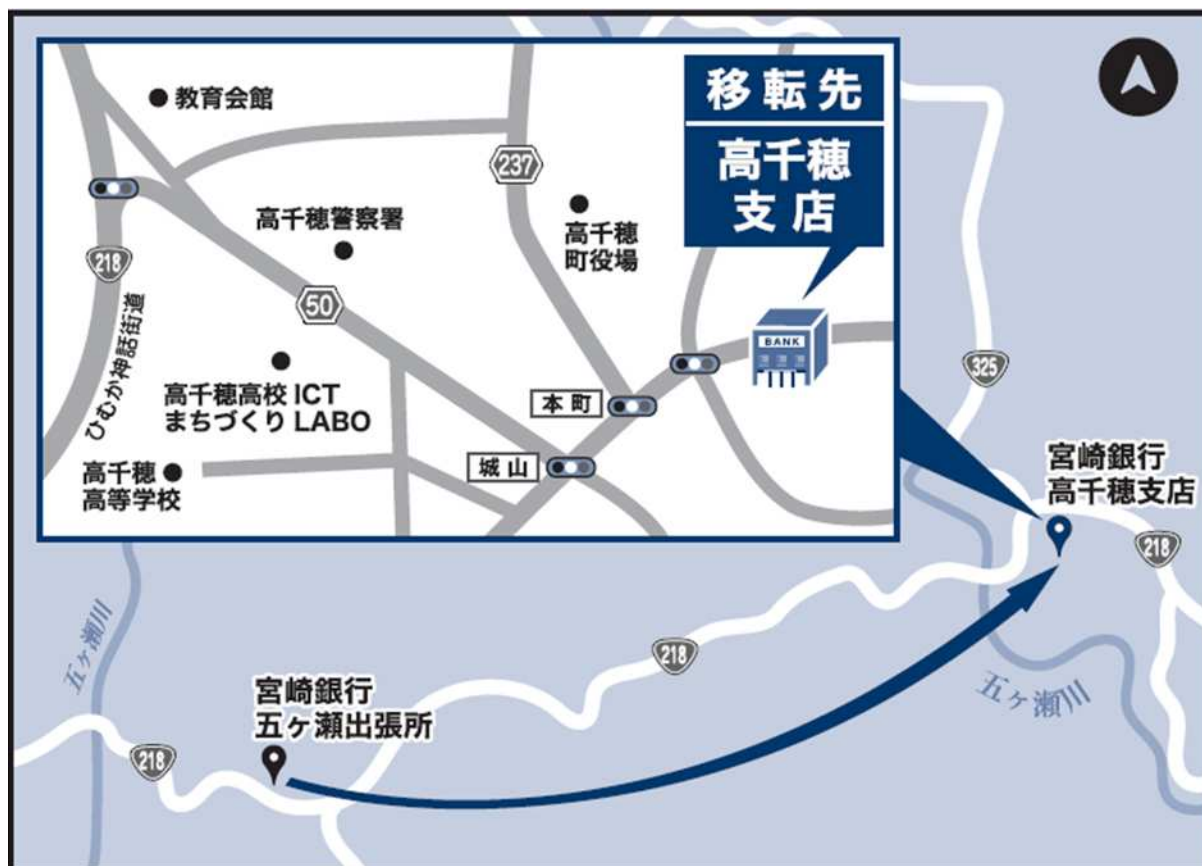 教育会館
237
高千穂警察署
218
ひむか神話街道
50
高千穂
町役場
移転先
高千穂
支店
BANK
高千穂高校 ICT
まちづくり LABO
本町
城山
高千穂
高等学校
325
宮崎銀行
高千穂支店
218
218
五ヶ瀬川
五ヶ瀬川
宮崎銀行
五ヶ瀬出張所
218